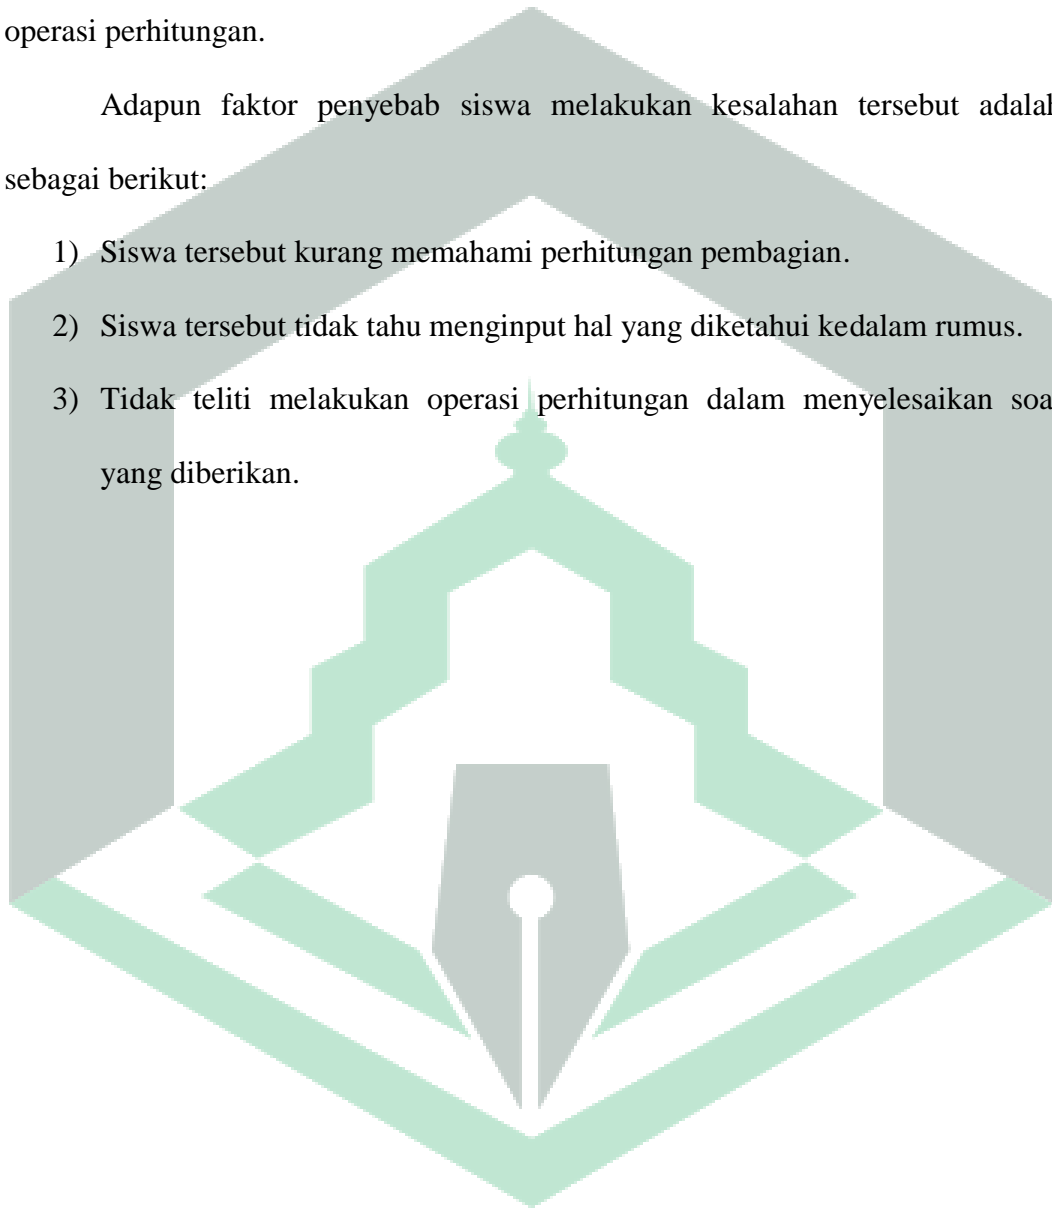 operasi perhitungan.
Adapun faktor penyebab siswa melakukan kesalahan tersebut adalah
sebagai berikut:
1) Siswa tersebut kurang memahami perhitungan pembagian.
2) Siswa tersebut tidak tahu menginput hal yang diketahui kedalam rumus.
3) Tidak teliti melakukan operasi perhitungan dalam menyelesaikan soa
yang diberikan.